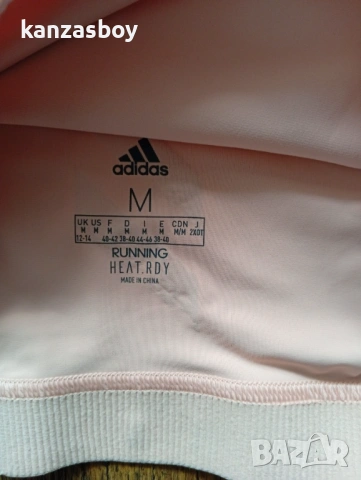 kanzasboy
adidas
M
UK US F D I E CDN J
M M M M M M M/M 2XOT
12-14 40-42 38-40 44-46 38-40
RUNNING
HEAT.RDY
MADE IN CHINA
BAZAR